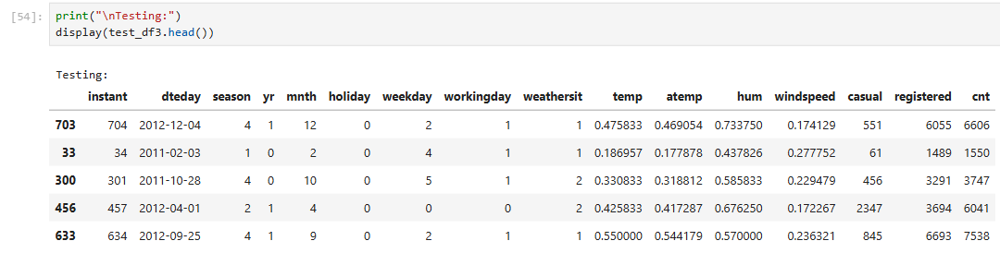 [54]: print("\nTesting:")
display(test_df3.head())
Testing:
instant dteday season yr mnth holiday weekday workingday weathersit temp atemp hum windspeed casual registered cnt
703 704 2012-12-04 4 1 12 0 2 1 1 0.475833 0.469054 0.733750 0.174129 551 6055 6606
33 34 2011-02-03 1 0 2 0 4 1 1 0.186957 0.177878 0.437826 0.277752 61 1489 1550
300 301 2011-10-28 4 0 10 0 5 1 2 0.330833 0.318812 0.585833 0.229479 456 3291 3747
456 457 2012-04-01 2 1 4 0 0 0 2 0.425833 0.417287 0.676250 0.172267 2347 3694 6041
633 634 2012-09-25 4 1 9 0 2 1 1 0.550000 0.544179 0.570000 0.236321 845 6693 7538